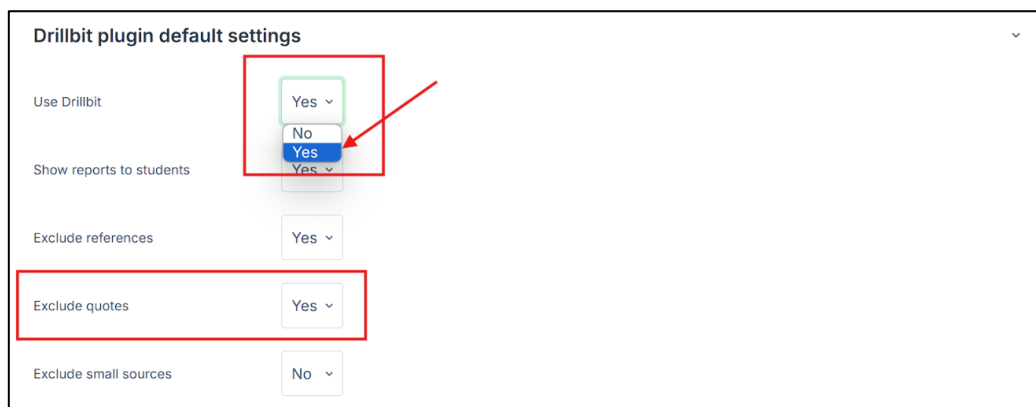 Drillbit plugin default settings
Use Drillbit Yes
No
Yes
Show reports to students Yes
Exclude references Yes
Exclude quotes Yes
Exclude small sources No